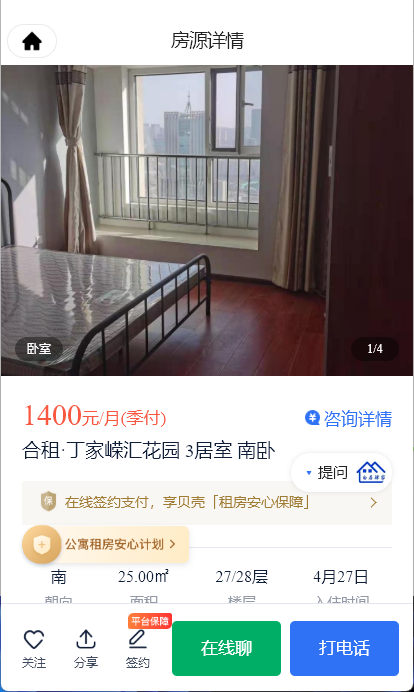 房源详情
卧室
1/4
1400元/月(季付)
咨询详情
合租·丁家嵘汇花园 3居室 南卧
提问
保 在线签约支付，享贝壳「租房安心保障」
公寓租房安心计划
南 25.00㎡ 27/28层 4月27日
朝向 面积 楼层 入住时间
平台保障
关注 分享 签约
在线聊 打电话